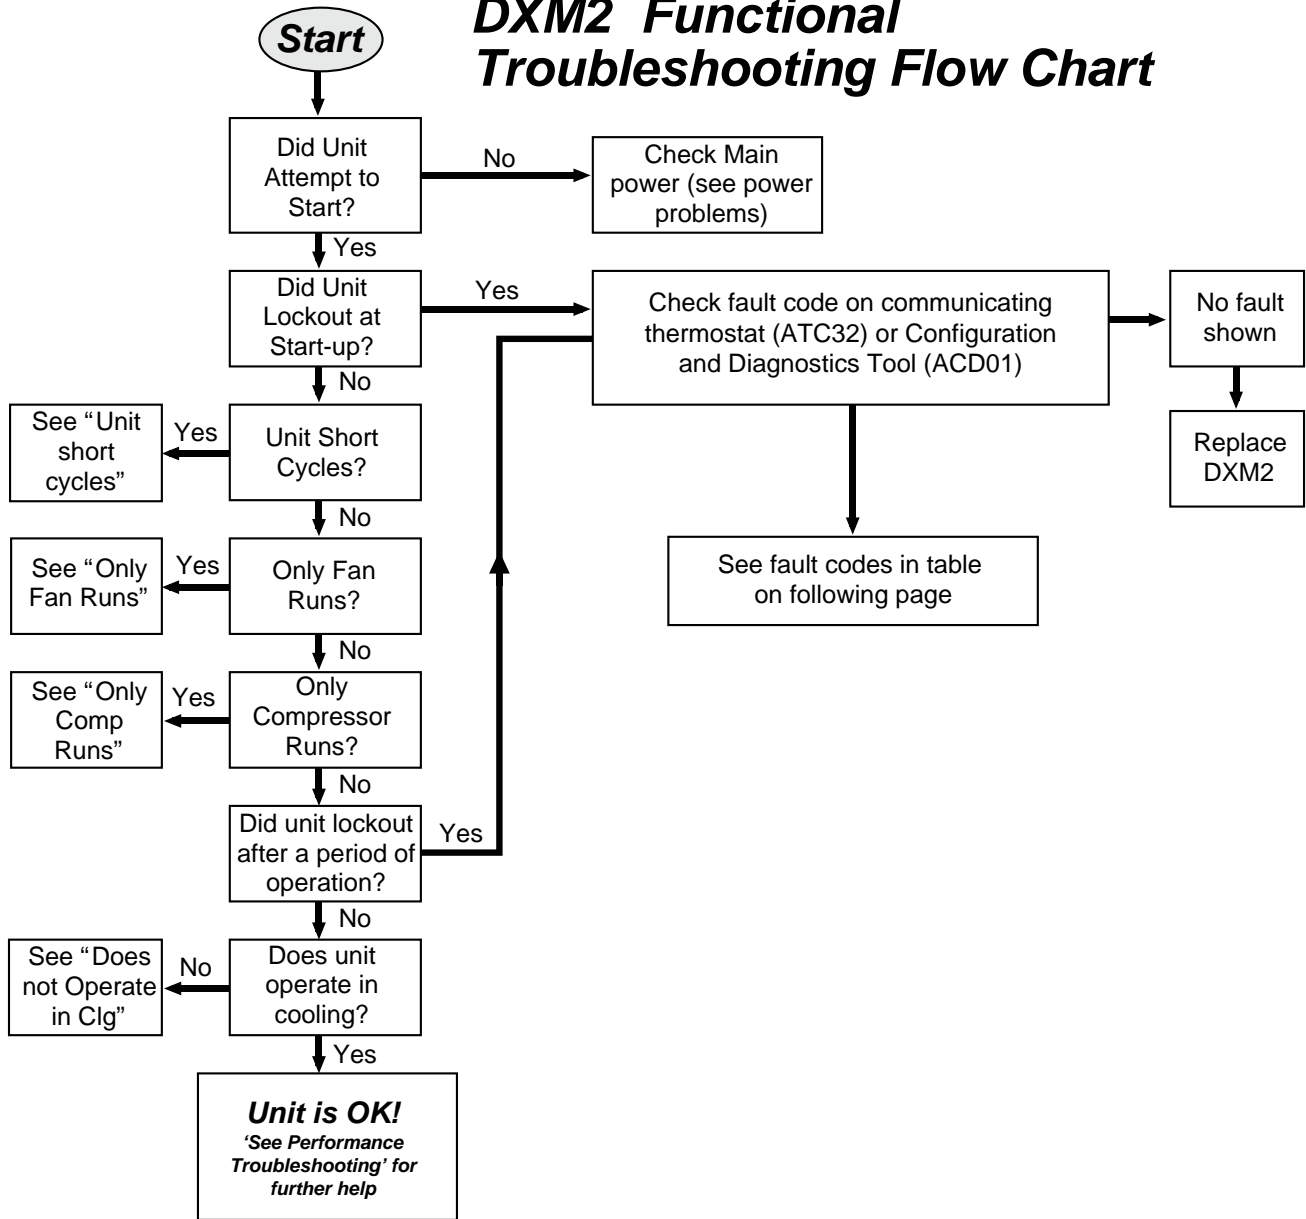 DXM2 Functional
Troubleshooting Flow Chart
Start
Did Unit
Attempt to
Start?
No
Check Main
power (see power
problems)
Yes
Did Unit
Lockout at
Start-up?
Yes
Check fault code on communicating
thermostat (ATC32) or Configuration
and Diagnostics Tool (ACD01)
No fault
shown
Replace
DXM2
See fault codes in table
on following page
No
Unit Short
Cycles?
Yes
See “Unit
short
cycles”
No
Only Fan
Runs?
Yes
See “Only
Fan Runs”
No
Only
Compressor
Runs?
Yes
See “Only
Comp
Runs”
No
Did unit lockout
after a period of
operation?
Yes
No
Does unit
operate in
cooling?
No
See “Does
not Operate
in Clg”
Yes
Unit is OK!
‘See Performance
Troubleshooting’ for
further help